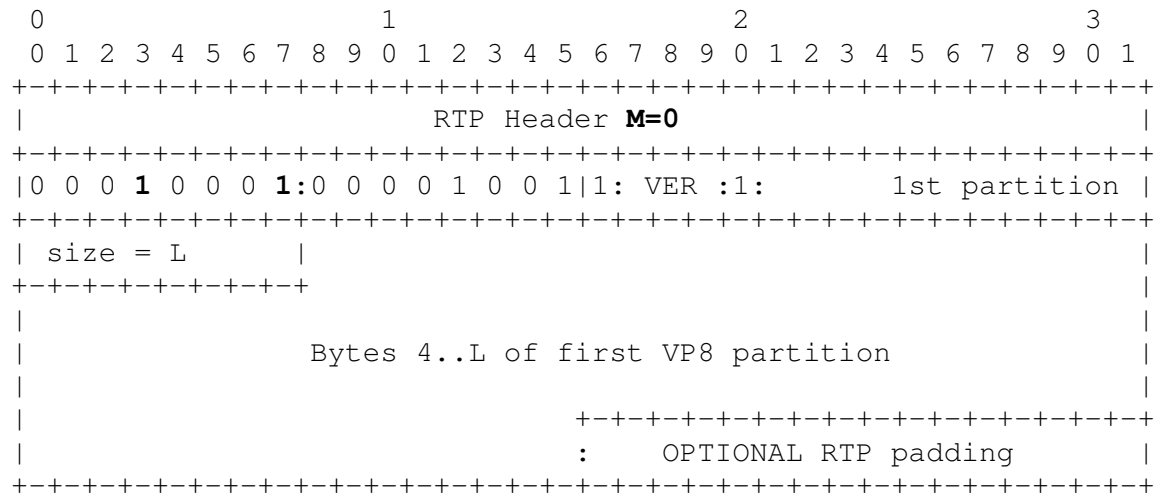 0                   1                   2                   3
 0 1 2 3 4 5 6 7 8 9 0 1 2 3 4 5 6 7 8 9 0 1 2 3 4 5 6 7 8 9 0 1
+-+-+-+-+-+-+-+-+-+-+-+-+-+-+-+-+-+-+-+-+-+-+-+-+-+-+-+-+-+-+-+-+
|                       RTP Header M=0                          |
+-+-+-+-+-+-+-+-+-+-+-+-+-+-+-+-+-+-+-+-+-+-+-+-+-+-+-+-+-+-+-+-+
|0 0 0 1 0 0 0 1:0 0 0 0 1 0 0 1|1: VER :1:       1st partition |
+-+-+-+-+-+-+-+-+-+-+-+-+-+-+-+-+-+-+-+-+-+-+-+-+-+-+-+-+-+-+-+-+
| size = L      |                                               |
+-+-+-+-+-+-+-+-+                                               |
|                                                               |
|                Bytes 4..L of first VP8 partition              |
|                                                               |
|                               +-+-+-+-+-+-+-+-+-+-+-+-+-+-+-+-+
|                               :    OPTIONAL RTP padding       |
+-+-+-+-+-+-+-+-+-+-+-+-+-+-+-+-+-+-+-+-+-+-+-+-+-+-+-+-+-+-+-+-+